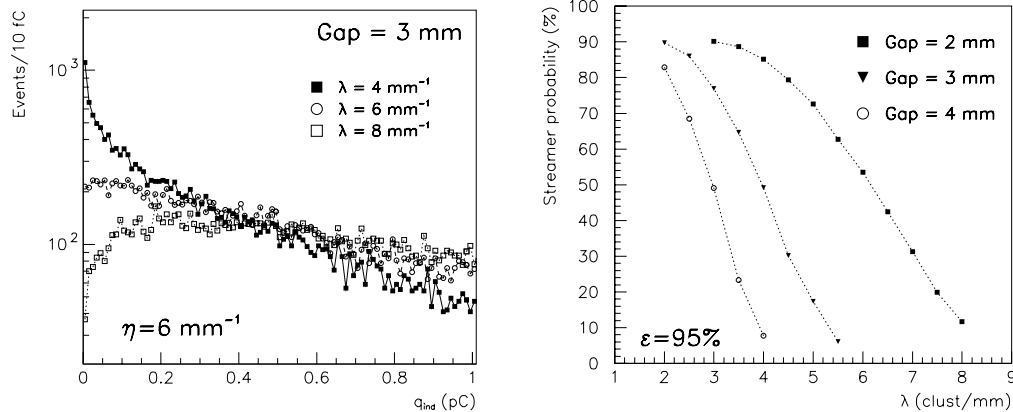 Events/10 fC
Gap = 3 mm
λ = 4 mm⁻¹
λ = 6 mm⁻¹
λ = 8 mm⁻¹
10³
10²
η=6 mm⁻¹
0 0.2 0.4 0.6 0.8 1
qind (pC)
Streamer probability (%)
100
90
80
70
60
50
40
30
20
10
0
Gap = 2 mm
Gap = 3 mm
Gap = 4 mm
ε=95%
1 2 3 4 5 6 7 8 9
λ (clust/mm)